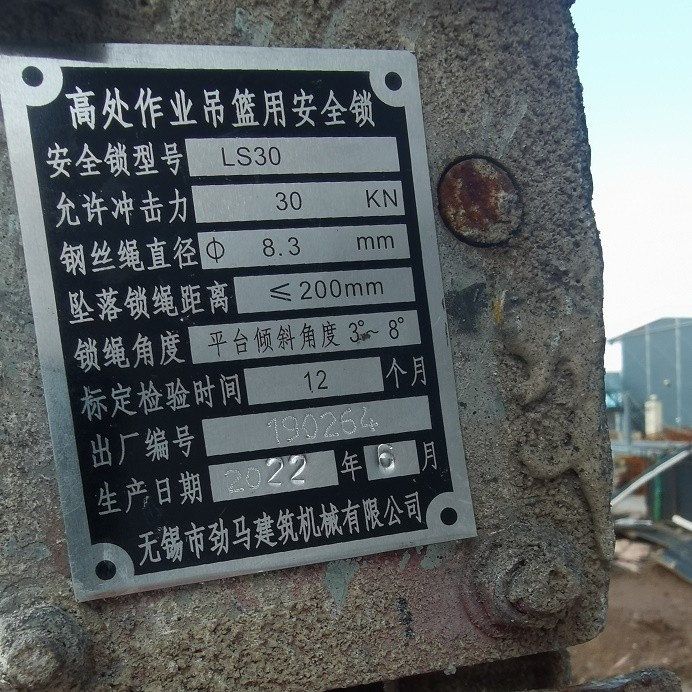 高处作业吊篮用安全锁
安全锁型号 LS30
允许冲击力 30 KN
钢丝绳直径 Φ 8.3 mm
坠落锁绳距离 ≤200mm
锁绳角度 平台倾斜角度 3°~8°
标定检验时间 12 个月
出厂编号 190264
生产日期 2022 年 6 月
无锡市劲马建筑机械有限公司